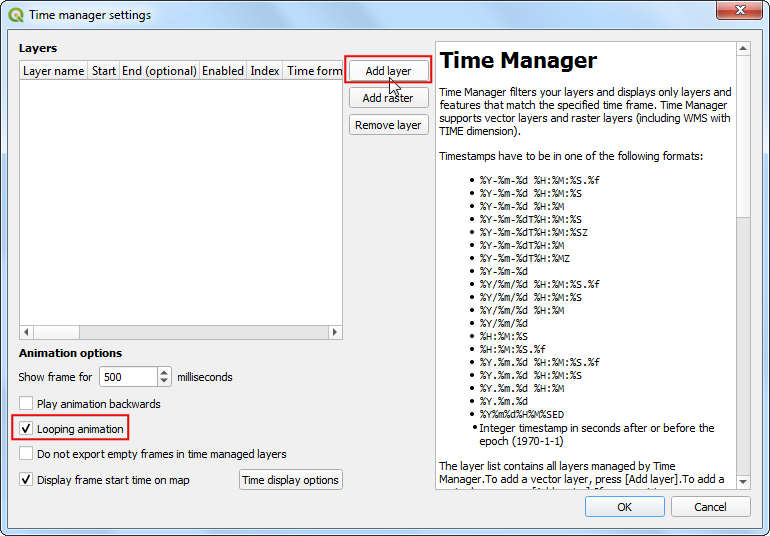 Time manager settings
Layers
Layer name Start End (optional) Enabled Index Time form
Add layer
Add raster
Remove layer
Animation options
Show frame for 500 milliseconds
Play animation backwards
Looping animation
Do not export empty frames in time managed layers
Display frame start time on map
Time display options
Time Manager
Time Manager filters your layers and displays only layers and
features that match the specified time frame. Time Manager
supports vector layers and raster layers (including WMS with
TIME dimension).
Timestamps have to be in one of the following formats:
%Y-%m-%d %H:%M:%S.%f
%Y-%m-%d %H:%M:%S
%Y-%m-%d %H:%M
%Y-%m-%dT%H:%M:%S
%Y-%m-%dT%H:%M:%SZ
%Y-%m-%dT%H:%M
%Y-%m-%dT%H:%MZ
%Y-%m-%d
%Y/%m/%d %H:%M:%S.%f
%Y/%m/%d %H:%M:%S
%Y/%m/%d %H:%M
%Y/%m/%d
%H:%M:%S
%H:%M:%S.%f
%Y.%m.%d %H:%M:%S.%f
%Y.%m.%d %H:%M:%S
%Y.%m.%d %H:%M
%Y.%m.%d
%Y%m%d%H%M%SED
Integer timestamp in seconds after or before the
epoch (1970-1-1)
The layer list contains all layers managed by Time
Manager.To add a vector layer, press [Add layer].To add a
OK
Cancel